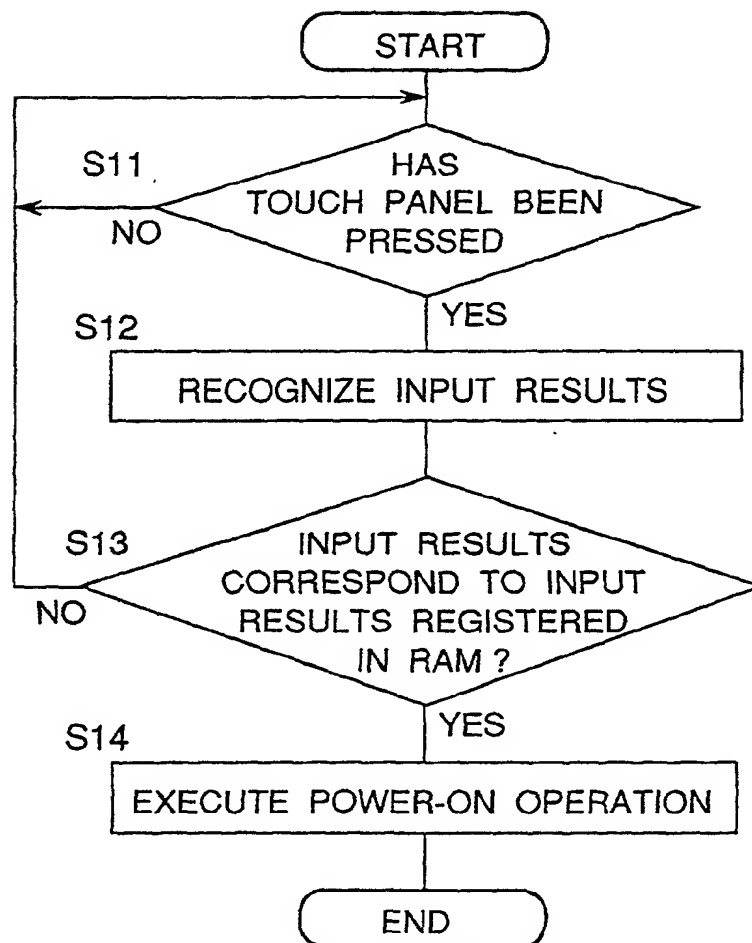 START
S11
HAS
TOUCH PANEL BEEN
PRESSED
NO
YES
S12
RECOGNIZE INPUT RESULTS
S13
INPUT RESULTS
CORRESPOND TO INPUT
RESULTS REGISTERED
IN RAM ?
NO
YES
S14
EXECUTE POWER-ON OPERATION
END